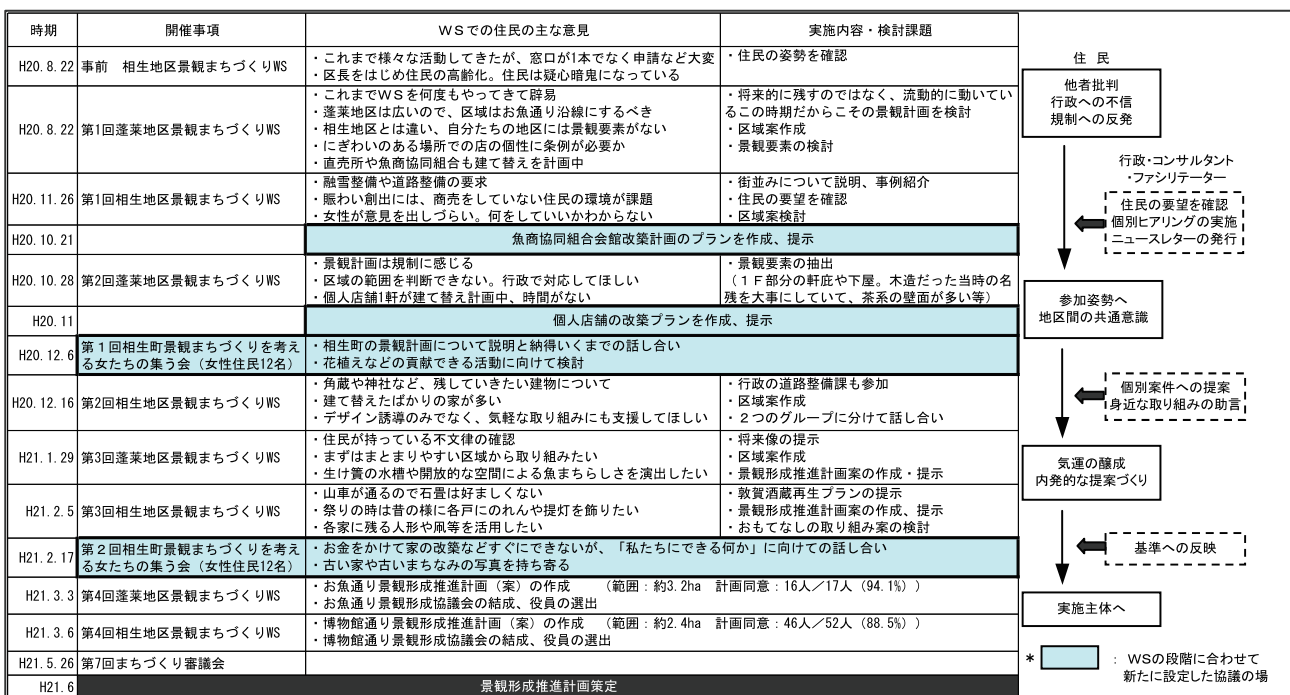 時期 開催事項 WSでの住民の主な意見 実施内容・検討課題
H20.8.22 事前 相生地区景観まちづくりWS
・これまで様々な活動してきたが、窓口が1本でなく申請など大変
・区長をはじめ住民の高齢化。住民は疑心暗鬼になっている
・住民の姿勢を確認
H20.8.22 第1回蓬莱地区景観まちづくりWS
・これまでWSを何度もやってきて辟易
・蓬莱地区は広いので、区域はお魚通り沿線にするべき
・相生地区とは違い、自分たちの地区には景観要素がない
・にぎわいのある場所での店の個性に条例が必要か
・直売所や魚商協同組合も建て替えを計画中
・将来的に残すのではなく、流動的に動いてい
るこの時期だからこその景観計画を検討
・区域案作成
・景観要素の検討
H20.11.26 第1回相生地区景観まちづくりWS
・融雪整備や道路整備の要求
・賑わい創出には、商売をしていない住民の環境が課題
・女性が意見を出しづらい。何をしていいかわからない
・街並みについて説明、事例紹介
・住民の要望を確認
・区域案検討
H20.10.21
魚商協同組合会館改築計画のプランを作成、提示
H20.10.28 第2回蓬莱地区景観まちづくりWS
・景観計画は規制に感じる
・区域の範囲を判断できない。行政で対応してほしい
・個人店舗1軒が建て替え計画中、時間がない
・景観要素の抽出
（1F部分の軒庇や下屋。木造だった当時の名
残を大事にしていて、茶系の壁面が多い等）
H20.11
個人店舗の改築プランを作成、提示
H20.12.6
第1回相生町景観まちづくりを考え
る女たちの集う会（女性住民12名）
・相生町の景観計画について説明と納得いくまでの話し合い
・花植えなどの貢献できる活動に向けて検討
H20.12.16 第2回相生地区景観まちづくりWS
・角蔵や神社など、残していきたい建物について
・建て替えたばかりの家が多い
・デザイン誘導のみでなく、気軽な取り組みにも支援してほしい
・行政の道路整備課も参加
・区域案作成
・２つのグループに分けて話し合い
H21.1.29 第3回蓬莱地区景観まちづくりWS
・住民が持っている不文律の確認
・まずはまとまりやすい区域から取り組みたい
・生け簀の水槽や開放的な空間による魚まちらしさを演出したい
・将来像の提示
・区域案作成
・景観形成推進計画案の作成・提示
H21.2.5 第3回相生地区景観まちづくりWS
・山車が通るので石畳は好ましくない
・祭りの時は昔の様に各戸にのれんや提灯を飾りたい
・各家に残る人形や凧等を活用したい
・敦賀酒蔵再生プランの提示
・景観形成推進計画案の作成、提示
・おもてなしの取り組み案の検討
H21.2.17
第2回相生町景観まちづくりを考え
る女たちの集う会（女性住民12名）
・お金をかけて家の改築などすぐにできないが、「私たちにできる何か」に向けての話し合い
・古い家や古いまちなみの写真を持ち寄る
H21.3.3 第4回蓬莱地区景観まちづくりWS
・お魚通り景観形成推進計画（案）の作成 （範囲：約3.2ha 計画同意：16人／17人（94.1%））
・お魚通り景観形成協議会の結成、役員の選出
H21.3.6 第4回相生地区景観まちづくりWS
・博物館通り景観形成推進計画（案）の作成 （範囲：約2.4ha 計画同意：46人／52人（88.5%））
・博物館通り景観形成協議会の結成、役員の選出
H21.5.26 第7回まちづくり審議会
H21.6 景観形成推進計画策定
住 民
他者批判
行政への不信
規制への反発
行政・コンサルタント
・ファシリテーター
住民の要望を確認
個別ヒアリングの実施
ニュースレターの発行
参加姿勢へ
地区間の共通意識
個別案件への提案
身近な取り組みの助言
気運の醸成
内発的な提案づくり
基準への反映
実施主体へ
* ： WSの段階に合わせて
新たに設定した協議の場